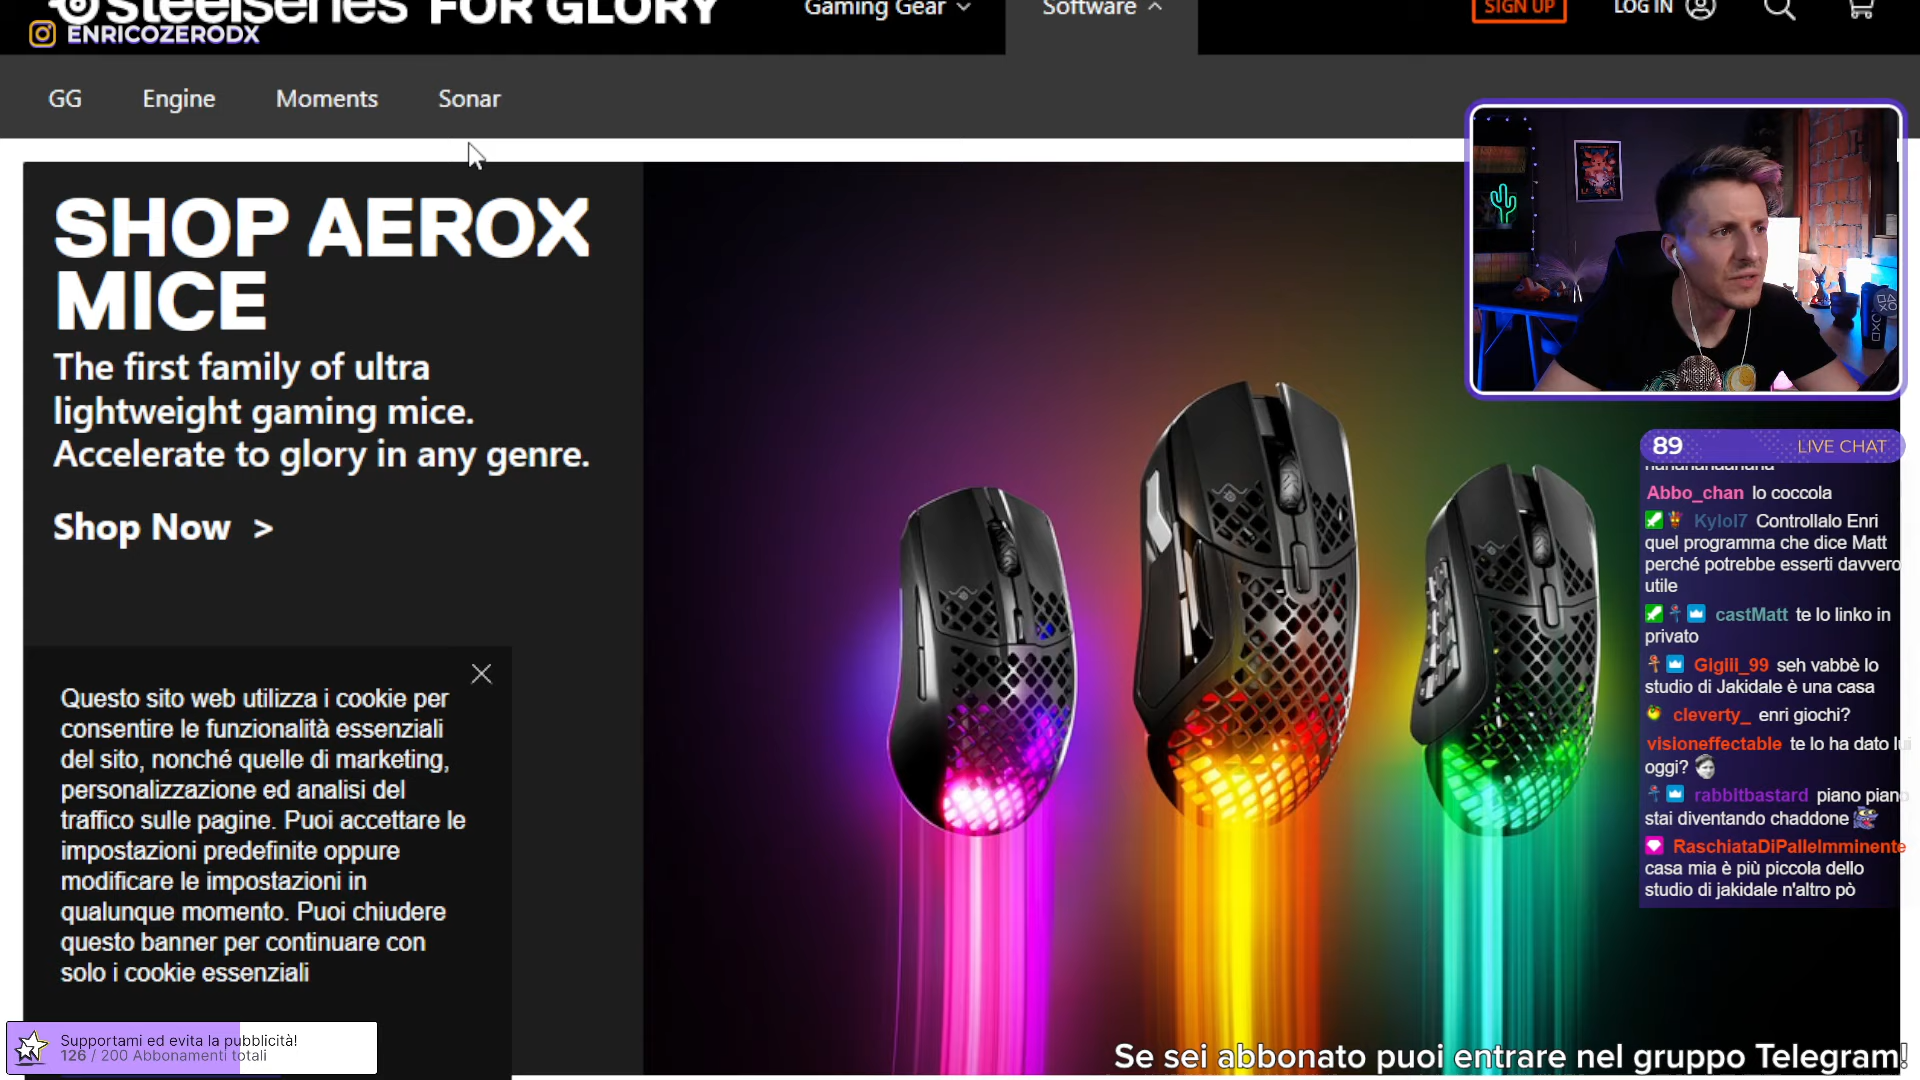 steelseries FOR GLORY
Gaming Gear
Software
SIGN UP
LOG IN
ENRICOZERODX
GG
Engine
Moments
Sonar
SHOP AEROX
MICE
The first family of ultra
lightweight gaming mice.
Accelerate to glory in any genre.
Shop Now >
Questo sito web utilizza i cookie per
consentire le funzionalità essenziali
del sito, nonché quelle di marketing,
personalizzazione ed analisi del
traffico sulle pagine. Puoi accettare le
impostazioni predefinite oppure
modificare le impostazioni in
qualunque momento. Puoi chiudere
questo banner per continuare con
solo i cookie essenziali
Supportami ed evita la pubblicità!
126 / 200 Abbonamenti totali
89
LIVE CHAT
Abbo_chan lo coccola
Kylol7 Controllalo Enri
quel programma che dice Matt
perché potrebbe esserti davvero
utile
castMatt te lo linko in
privato
Giglil_99 seh vabbè lo
studio di Jakidale è una casa
cleverty_ enri giochi?
visioneffectable te lo ha dato lui
oggi?
rabbltbastard piano piano
stai diventando chaddone
RaschiataDiPalleImminente
casa mia è più piccola dello
studio di jakidale n'altro pò
Se sei abbonato puoi entrare nel gruppo Telegram!